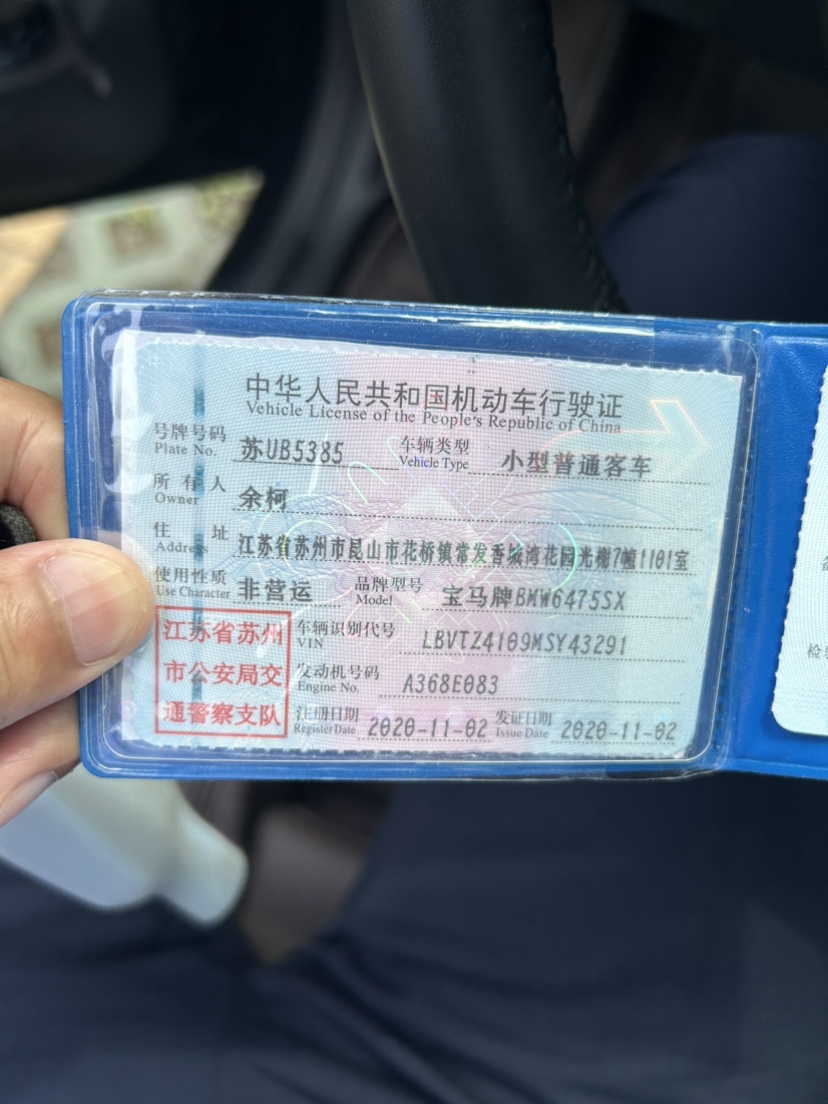 中华人民共和国机动车行驶证
Vehicle License of the People's Republic of China
号牌号码 苏UB5385 车辆类型 小型普通客车
Plate No. Vehicle Type
所有人 余柯
Owner
住址 江苏省苏州市昆山市花桥镇常发香城湾花园光榭7幢1101室
Address
使用性质 非营运 品牌型号 宝马牌BMW6475SX
Use Character Model
江苏省苏州
市公安局交
通警察支队
车辆识别代号 LBVTZ4109MSY43291
VIN
发动机号码 A368E083
Engine No.
注册日期 2020-11-02 发证日期 2020-11-02
Register Date Issue Date